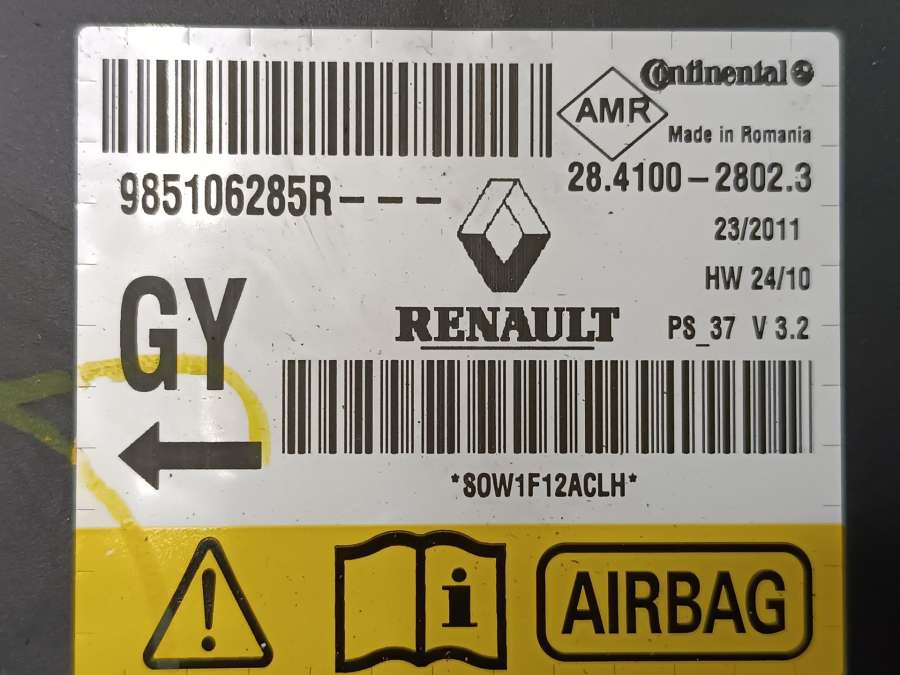 Continental
AMR
Made in Romania
985106285R---
28.4100-2802.3
23/2011
HW 24/10
GY
RENAULT
PS_37 V 3.2
*S0W1F12ACLH*
i
AIRBAG